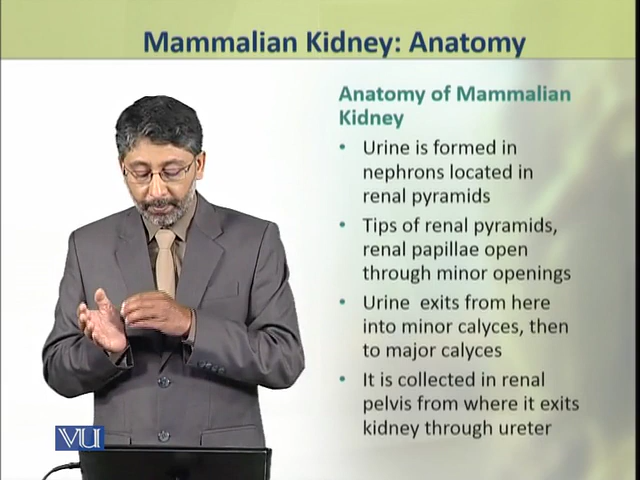 Mammalian Kidney: Anatomy
Anatomy of Mammalian
Kidney
• Urine is formed in
nephrons located in
renal pyramids
• Tips of renal pyramids,
renal papillae open
through minor openings
• Urine exits from here
into minor calyces, then
to major calyces
• It is collected in renal
pelvis from where it exits
kidney through ureter
VU